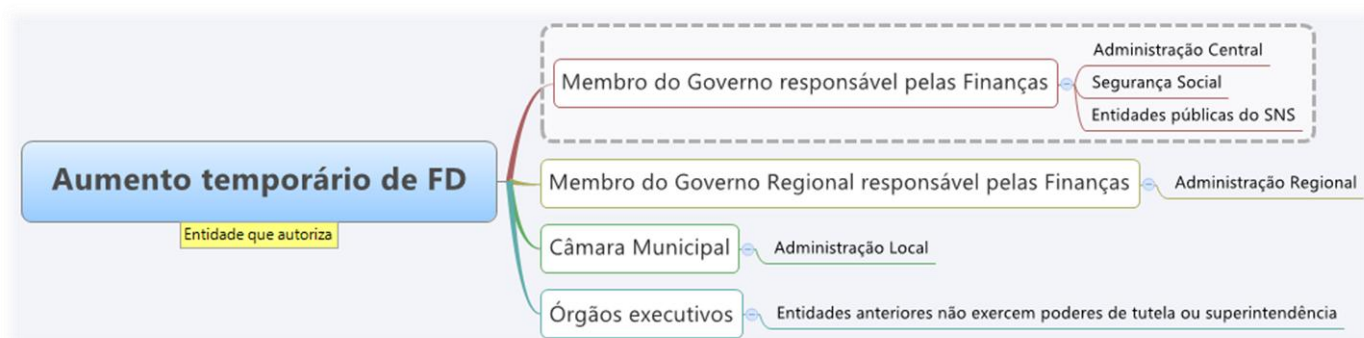 Aumento temporário de FD
Entidade que autoriza
Membro do Governo responsável pelas Finanças
Administração Central
Segurança Social
Entidades públicas do SNS
Membro do Governo Regional responsável pelas Finanças
Administração Regional
Câmara Municipal
Administração Local
Órgãos executivos
Entidades anteriores não exercem poderes de tutela ou superintendência